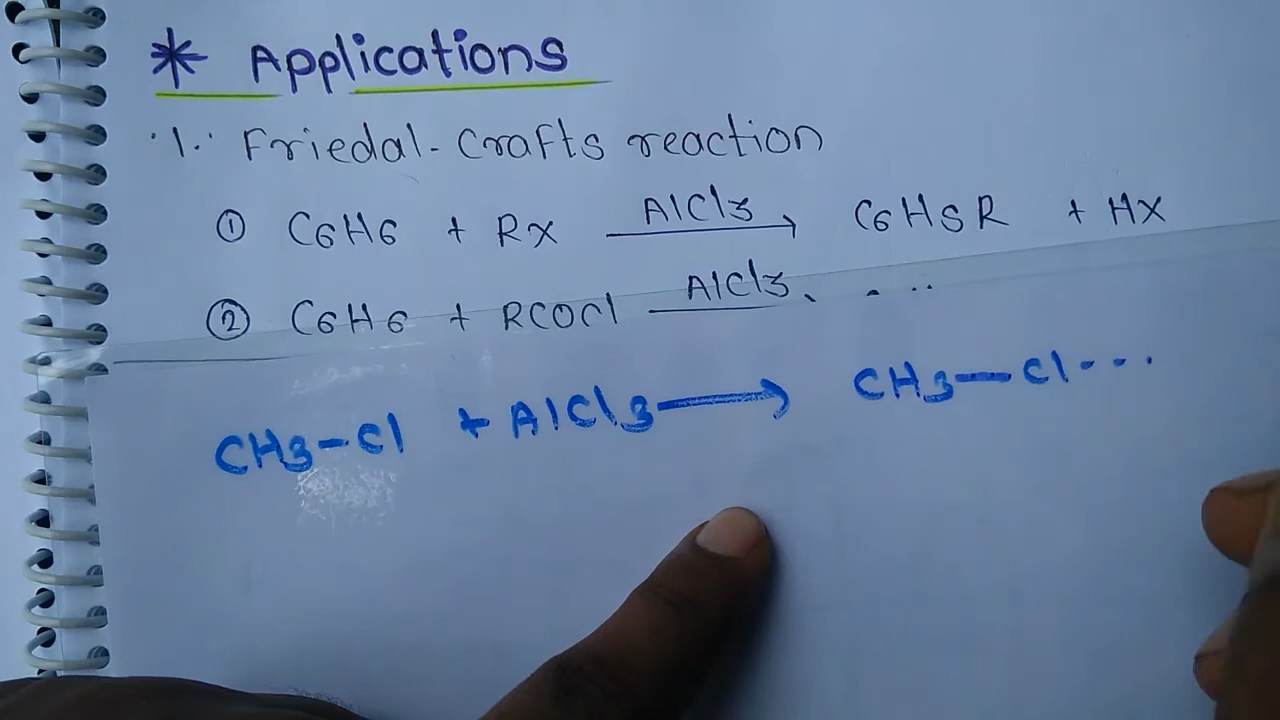 * Applications
1. Friedal-Crafts reaction
① C6H6 + RX AlCl3 → C6H5R + HX
② C6H6 + RCOCl AlCl3
CH3-Cl + AlCl3 → CH3-Cl...